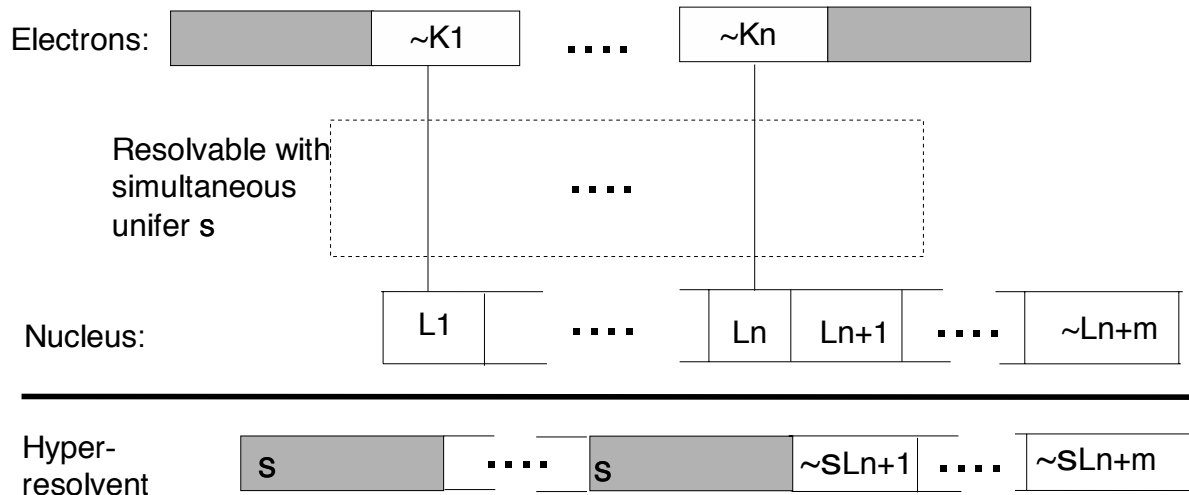 Electrons: ~K1 .... ~Kn
Resolvable with
simultaneous
unifer s
....
Nucleus: L1 .... Ln Ln+1 .... ~Ln+m
Hyper-
resolvent
s .... s ~sLn+1 .... ~sLn+m